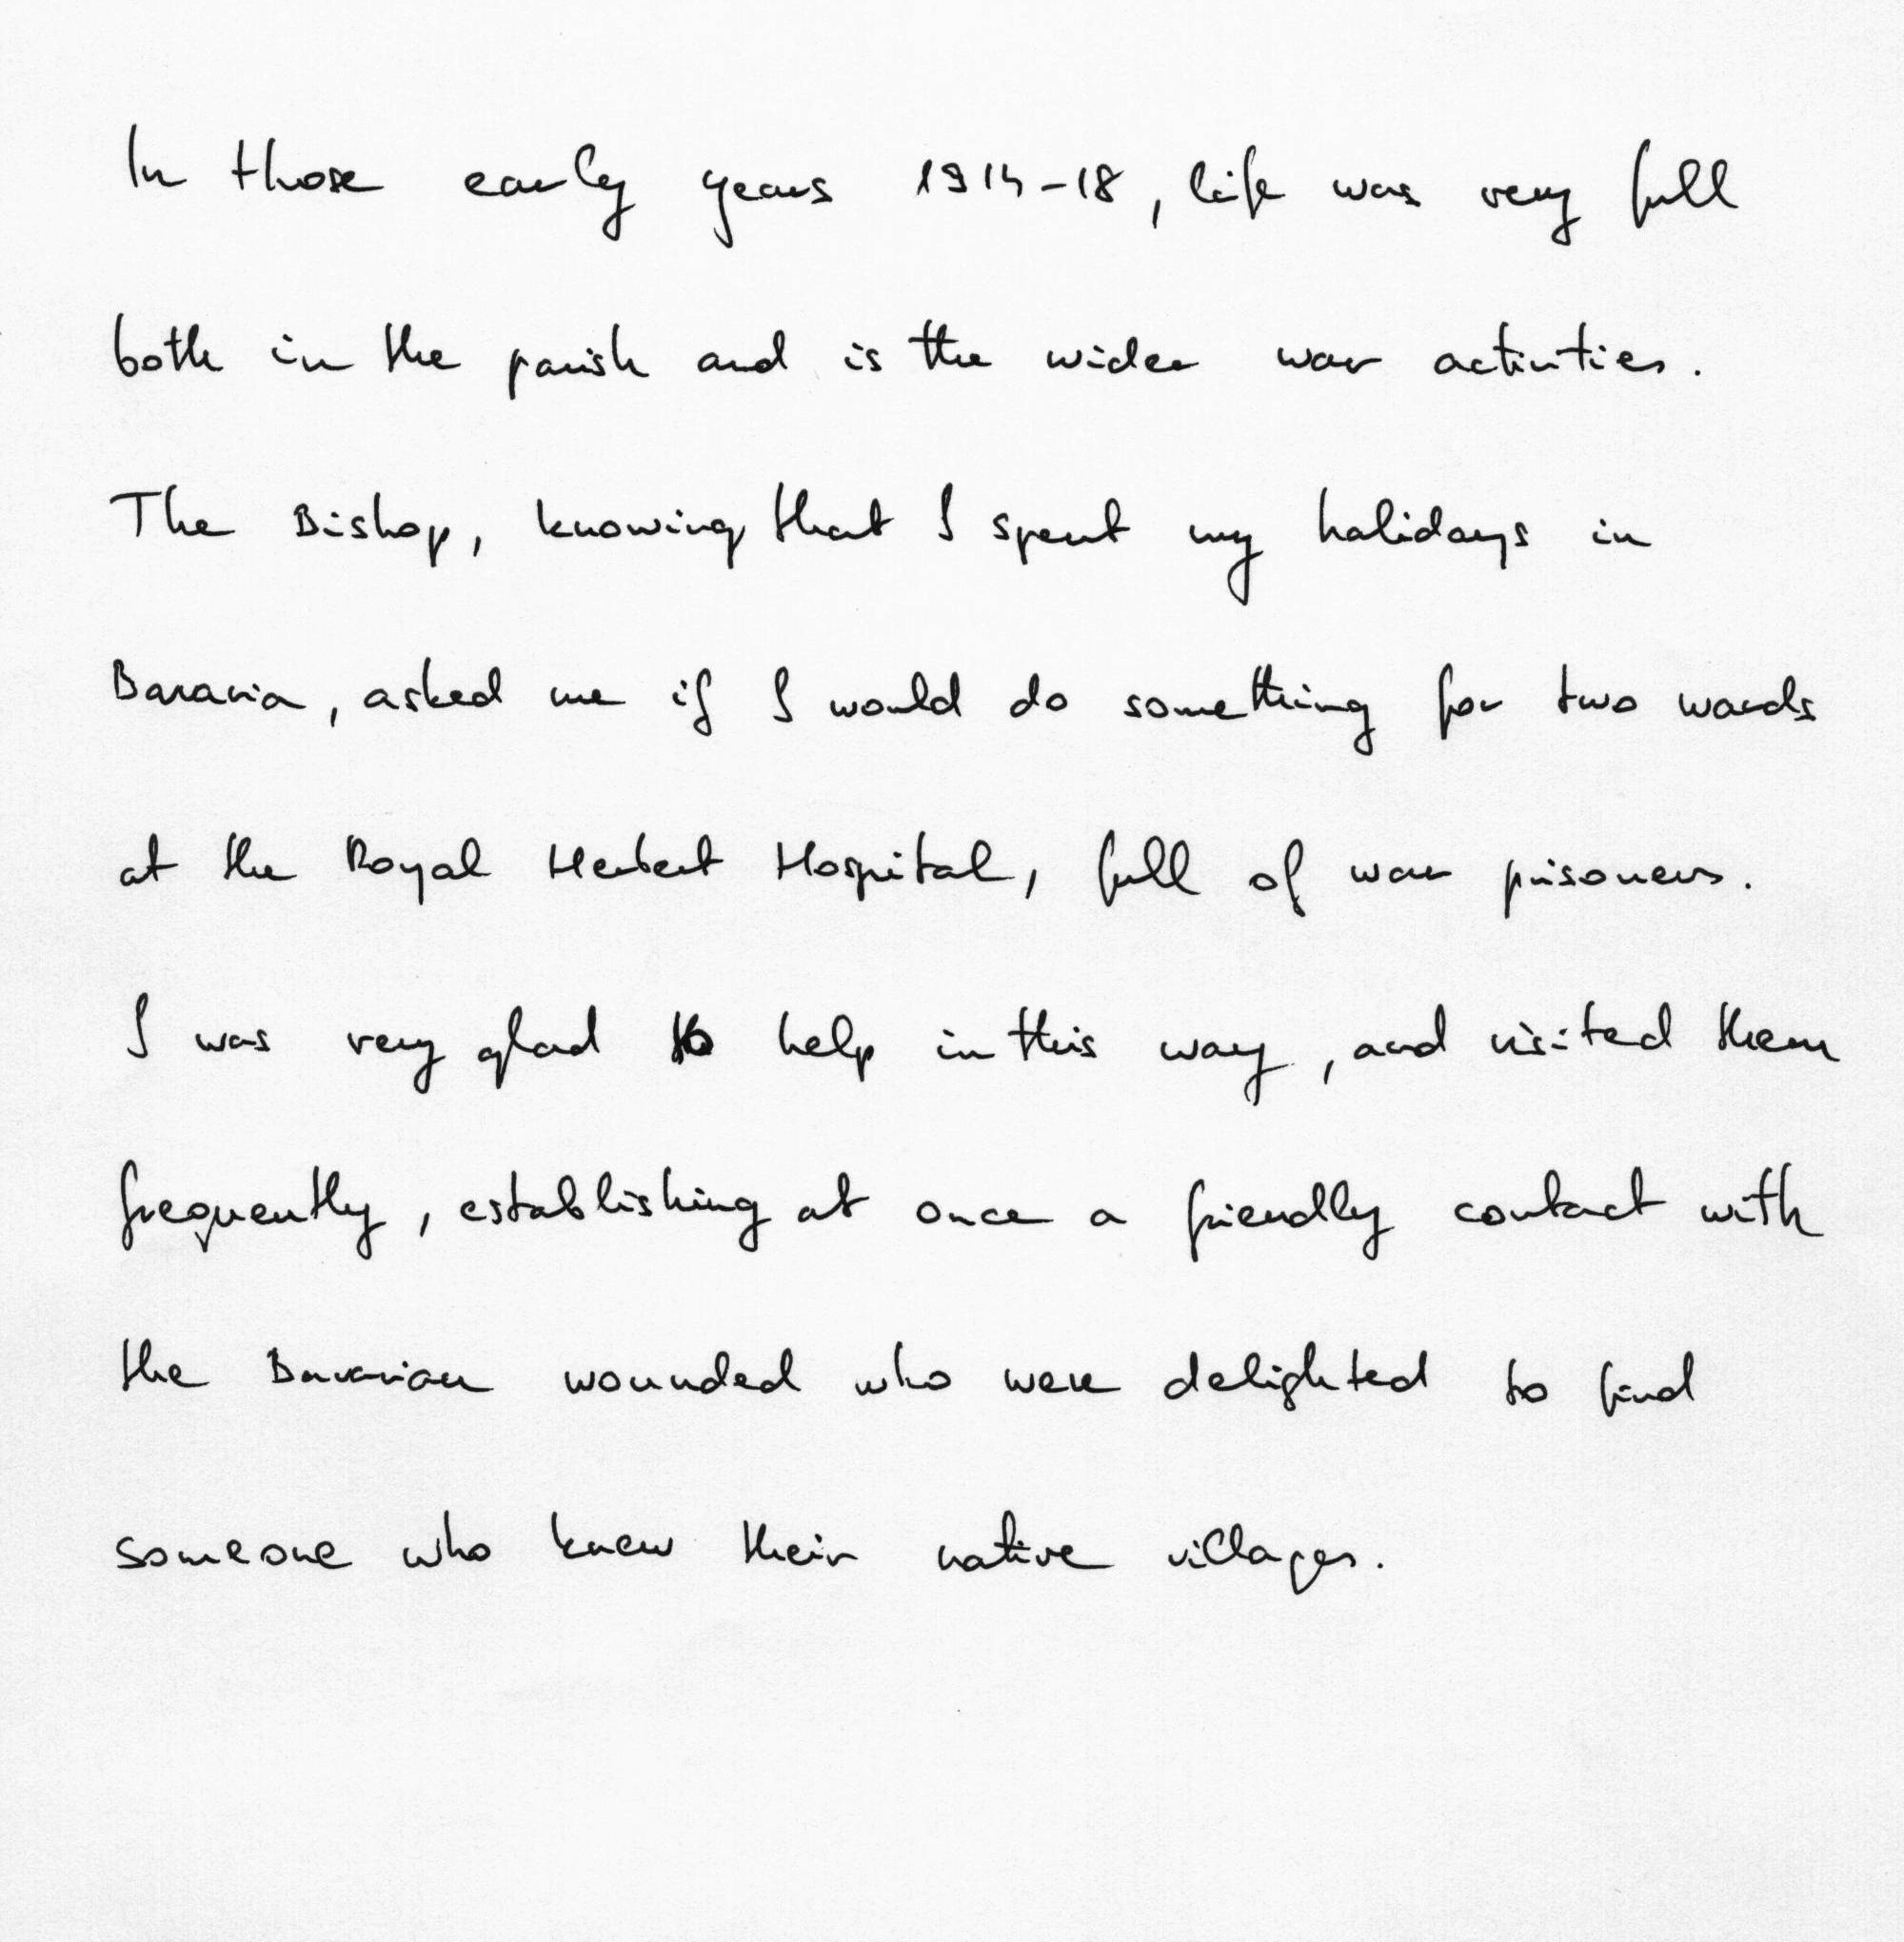 In those early years 1914-18, life was very full
both in the parish and is the wider war activities.
The Bishop, knowing that I spent my holidays in
Bavaria, asked me if I would do something for two wards
at the Royal Herbert Hospital, full of war prisoners.
I was very glad to help in this way, and visited them
frequently, establishing at once a friendly contact with
the Bavarian wounded who were delighted to find
someone who knew their native villages.